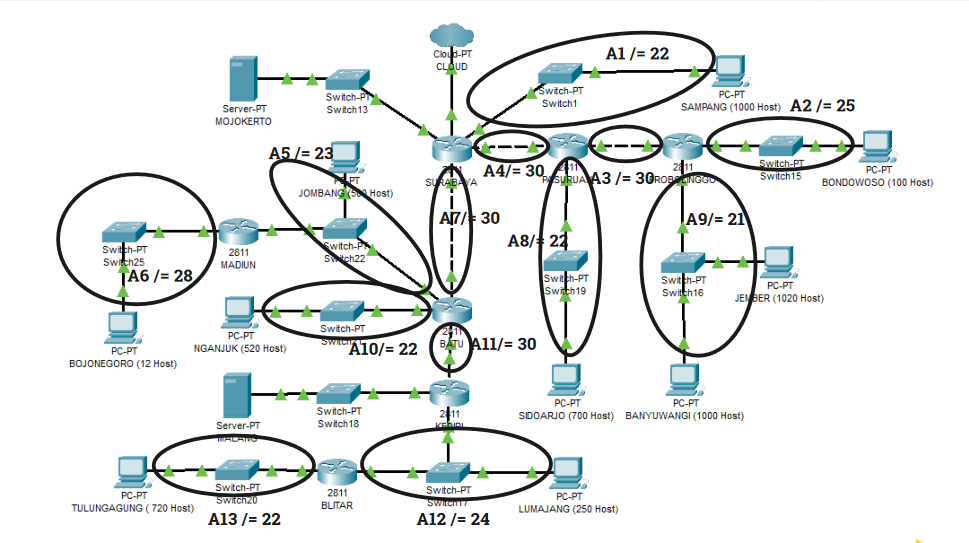 Cloud-PT
CLOUD
A1 /= 22
Switch-PT
Switch1
PC-PT
SAMPANG (1000 Host)
Server-PT
MOJOKERTO
Switch-PT
Switch13
A2 /= 25
2811
SURABAYA
A4/= 30
2811
PASURUAN
A3 /= 30
2811
PROBOLINGGO
Switch-PT
Switch15
PC-PT
BONDOWOSO (100 Host)
A5 /= 23
PC-PT
JOMBANG (500 Host)
A7/= 30
A8/= 22
A9/= 21
Switch-PT
Switch25
A6 /= 28
2811
MADIUN
Switch-PT
Switch22
Switch-PT
Switch19
Switch-PT
Switch16
PC-PT
JEMBER (1020 Host)
PC-PT
BOJONEGORO (12 Host)
PC-PT
NGANJUK (520 Host)
Switch-PT
A10/= 22
2811
BATU
A11/= 30
PC-PT
SIDOARJO (700 Host)
PC-PT
BANYUWANGI (1000 Host)
Server-PT
MALANG
Switch-PT
Switch18
2811
KEDIRI
PC-PT
TULUNGAGUNG ( 720 Host)
Switch-PT
Switch20
A13 /= 22
2811
BLITAR
Switch-PT
Switch17
A12 /= 24
PC-PT
LUMAJANG (250 Host)